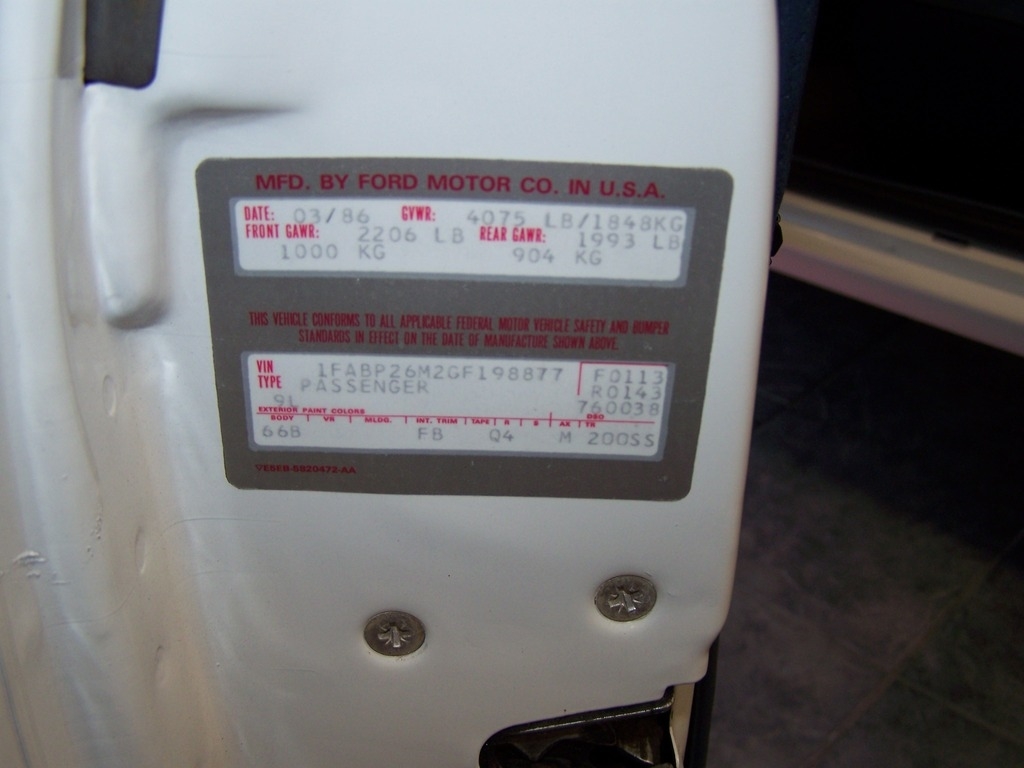 MFD. BY FORD MOTOR CO. IN U.S.A.
DATE: 03/86 GVWR: 4075 LB/1848KG
FRONT GAWR: 2206 LB REAR GAWR: 1993 LB
1000 KG 904 KG
THIS VEHICLE CONFORMS TO ALL APPLICABLE FEDERAL MOTOR VEHICLE SAFETY AND BUMPER
STANDARDS IN EFFECT ON THE DATE OF MANUFACTURE SHOWN ABOVE.
VIN 1FABP26M2GF198877 F0113
TYPE PASSENGER R0143
9L 760038
EXTERIOR PAINT COLORS DSO
BODY VR MLDG. INT. TRIM TAPE R S AX TR
66B FB Q4 M 200SS
VE6EB-5820472-AA